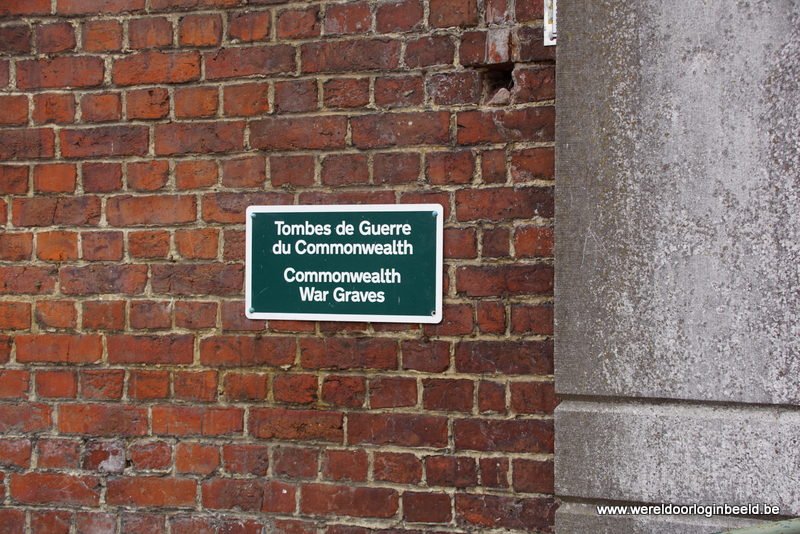 Tombes de Guerre
du Commonwealth
Commonwealth
War Graves
www.wereldoorloginbeeld.be